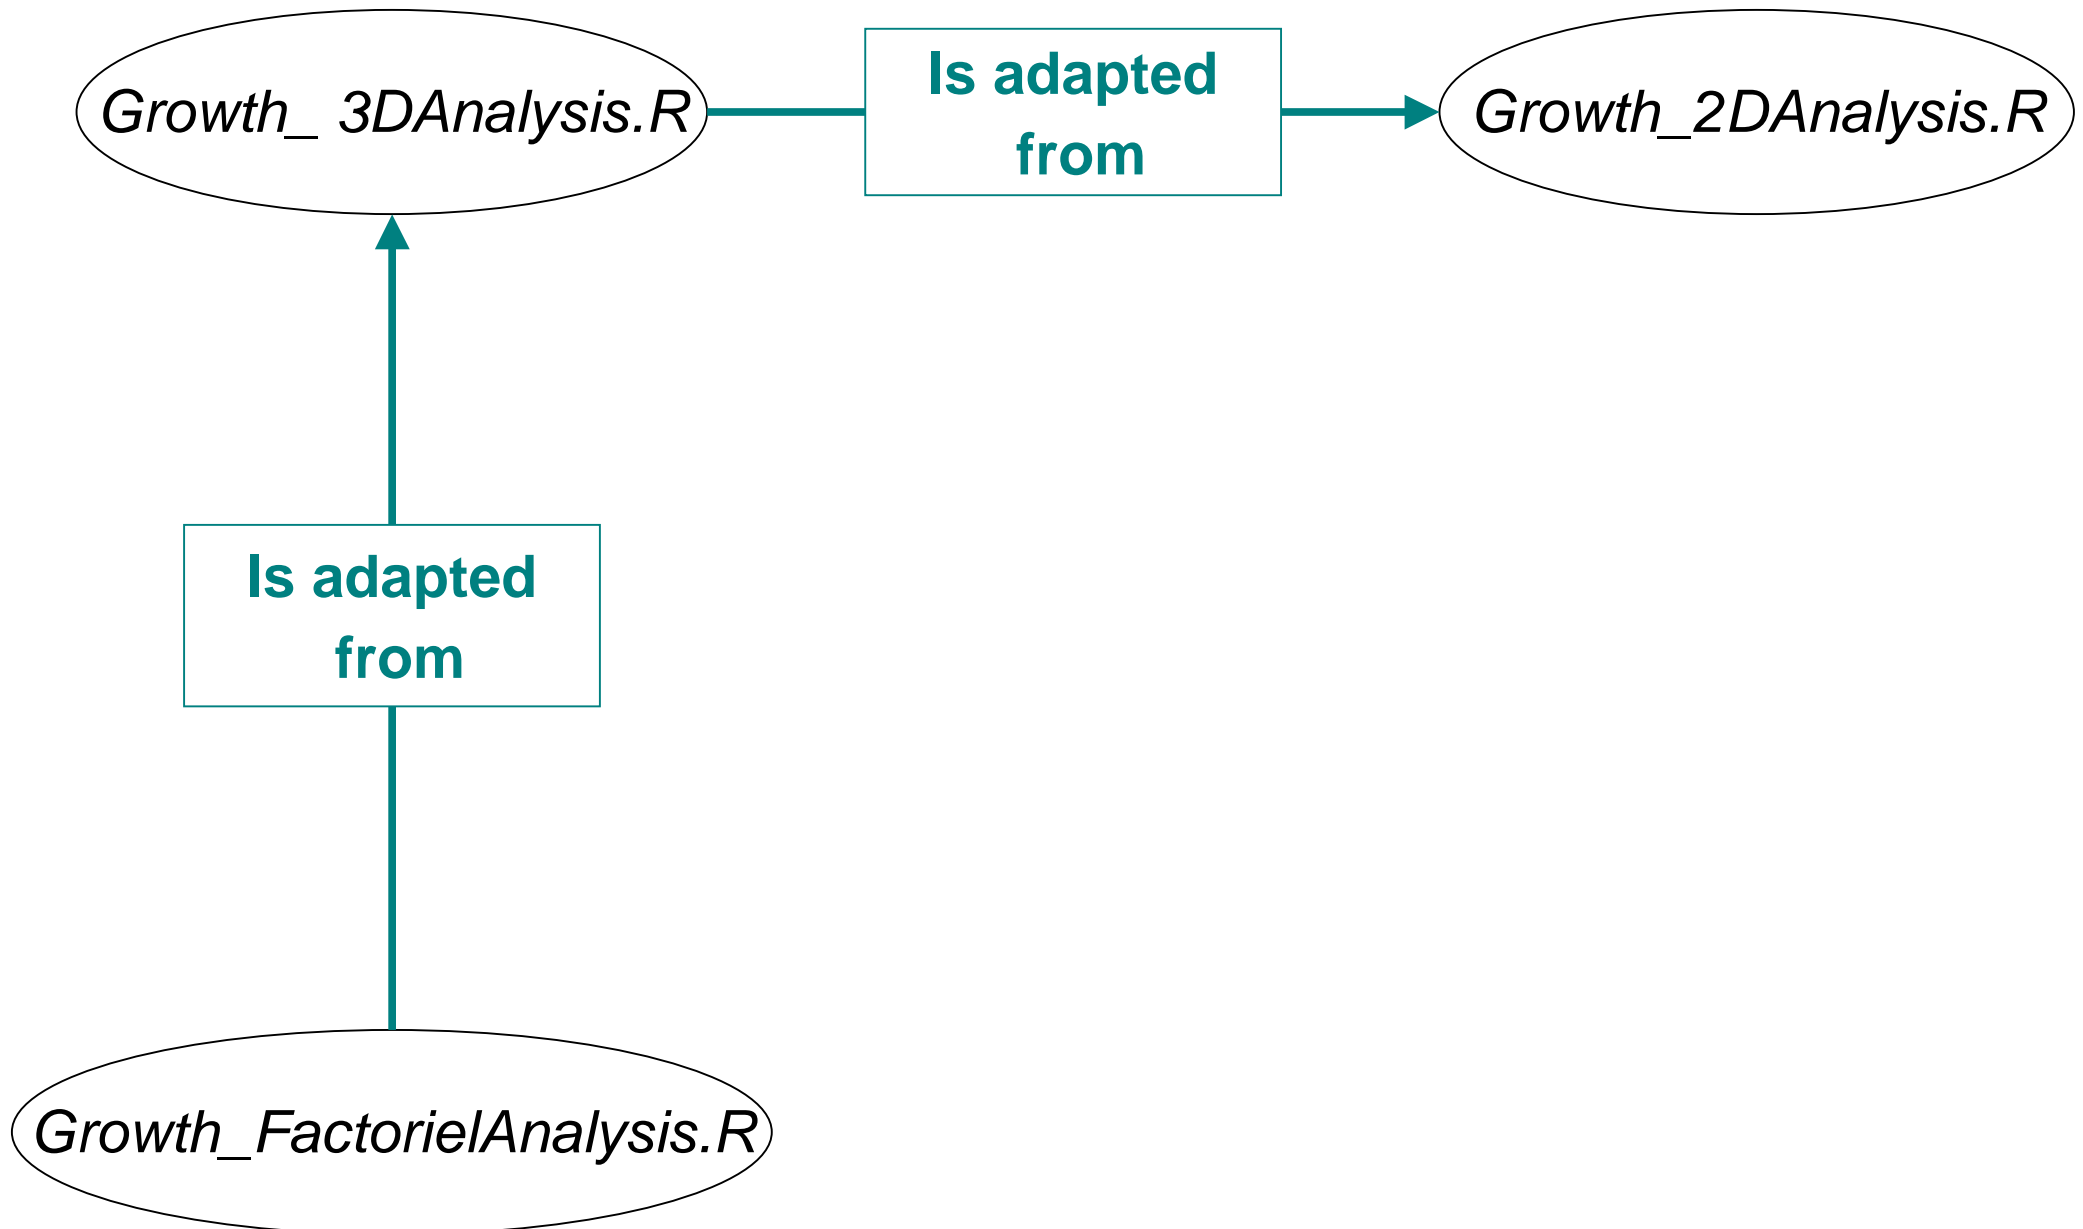 Growth_ 3DAnalysis.R
Is adapted
from
Growth_2DAnalysis.R
Is adapted
from
Growth_FactorielAnalysis.R